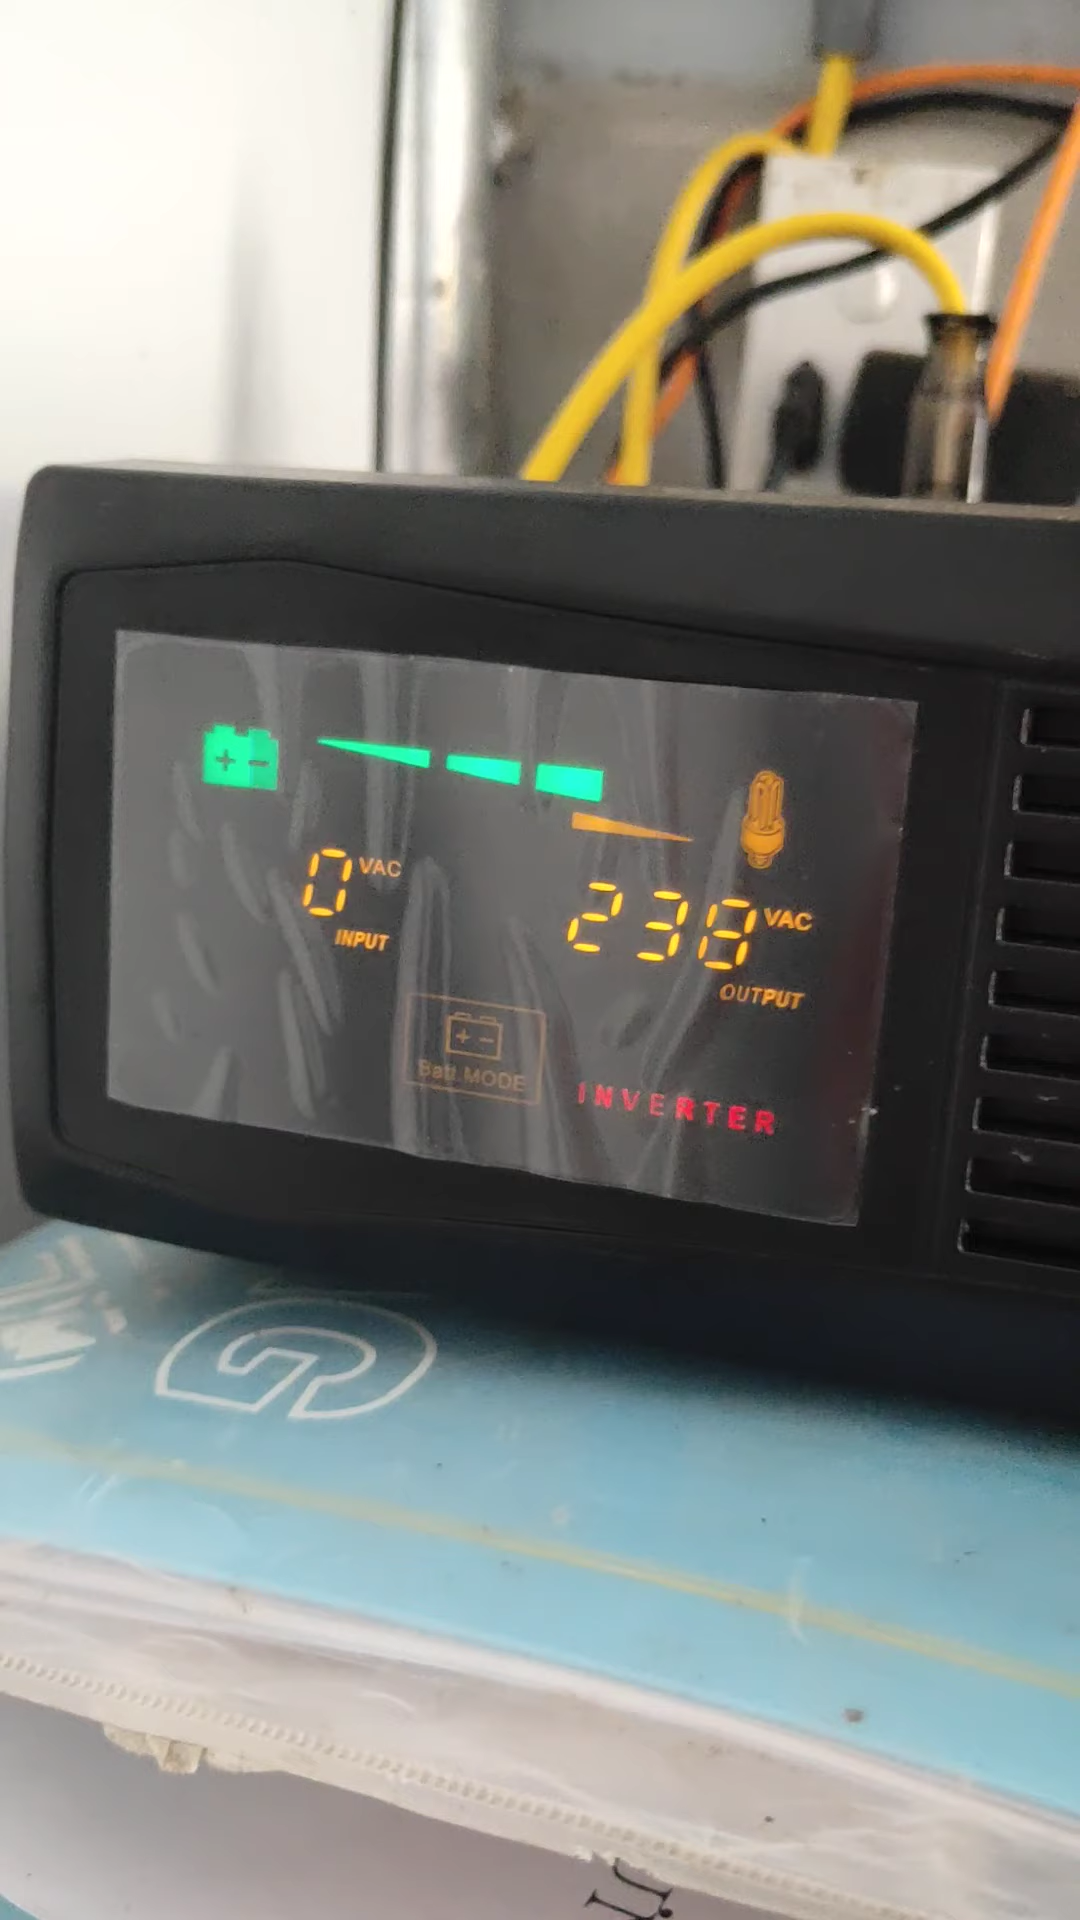 0 VAC
INPUT
238 VAC
OUTPUT
Batt MODE
INVERTER
G